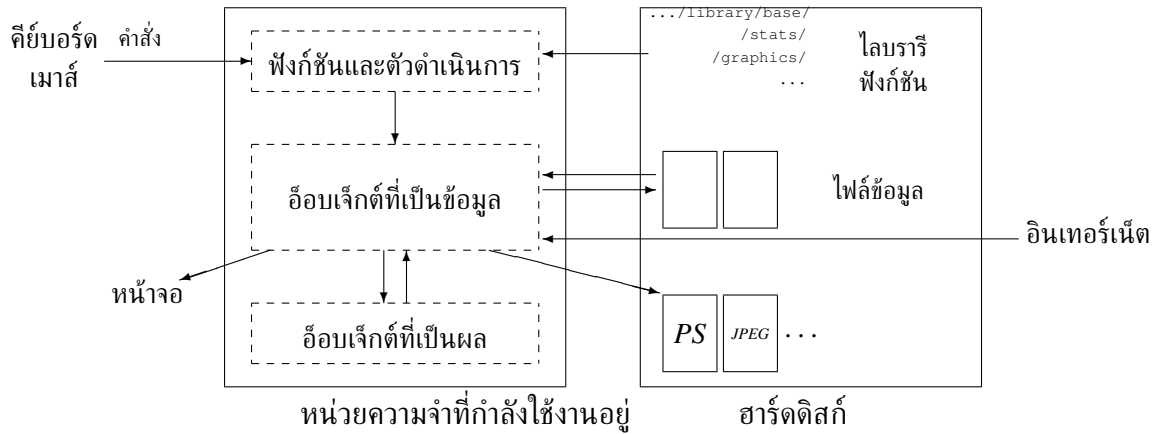 คีย์บอร์ด
เมาส์
คำสั่ง
ฟังก์ชันและตัวดำเนินการ
.../library/base/
/stats/
/graphics/
...
ไลบรารี
ฟังก์ชัน
อ็อบเจ็กต์ที่เป็นข้อมูล
ไฟล์ข้อมูล
อินเทอร์เน็ต
หน้าจอ
อ็อบเจ็กต์ที่เป็นผล
PS
JPEG
...
หน่วยความจำที่กำลังใช้งานอยู่
ฮาร์ดดิสก์